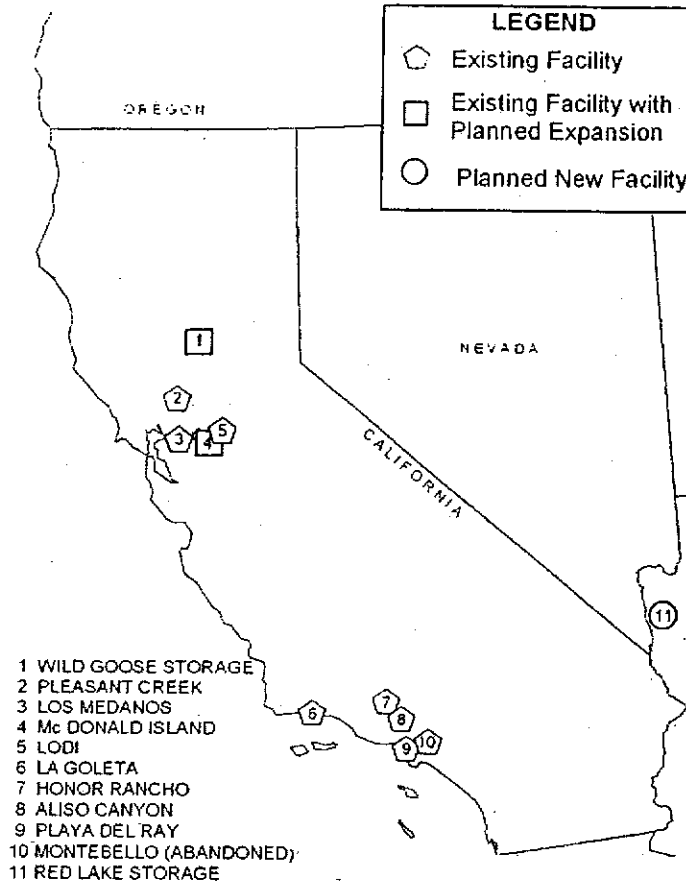 LEGEND
Existing Facility
Existing Facility with
Planned Expansion
Planned New Facility
OREGON
NEVADA
CALIFORNIA
1
2
3
4
5
6
7
8
9
10
11
1 WILD GOOSE STORAGE
2 PLEASANT CREEK
3 LOS MEDANOS
4 Mc DONALD ISLAND
5 LODI
6 LA GOLETA
7 HONOR RANCHO
8 ALISO CANYON
9 PLAYA DEL RAY
10 MONTEBELLO (ABANDONED)
11 RED LAKE STORAGE